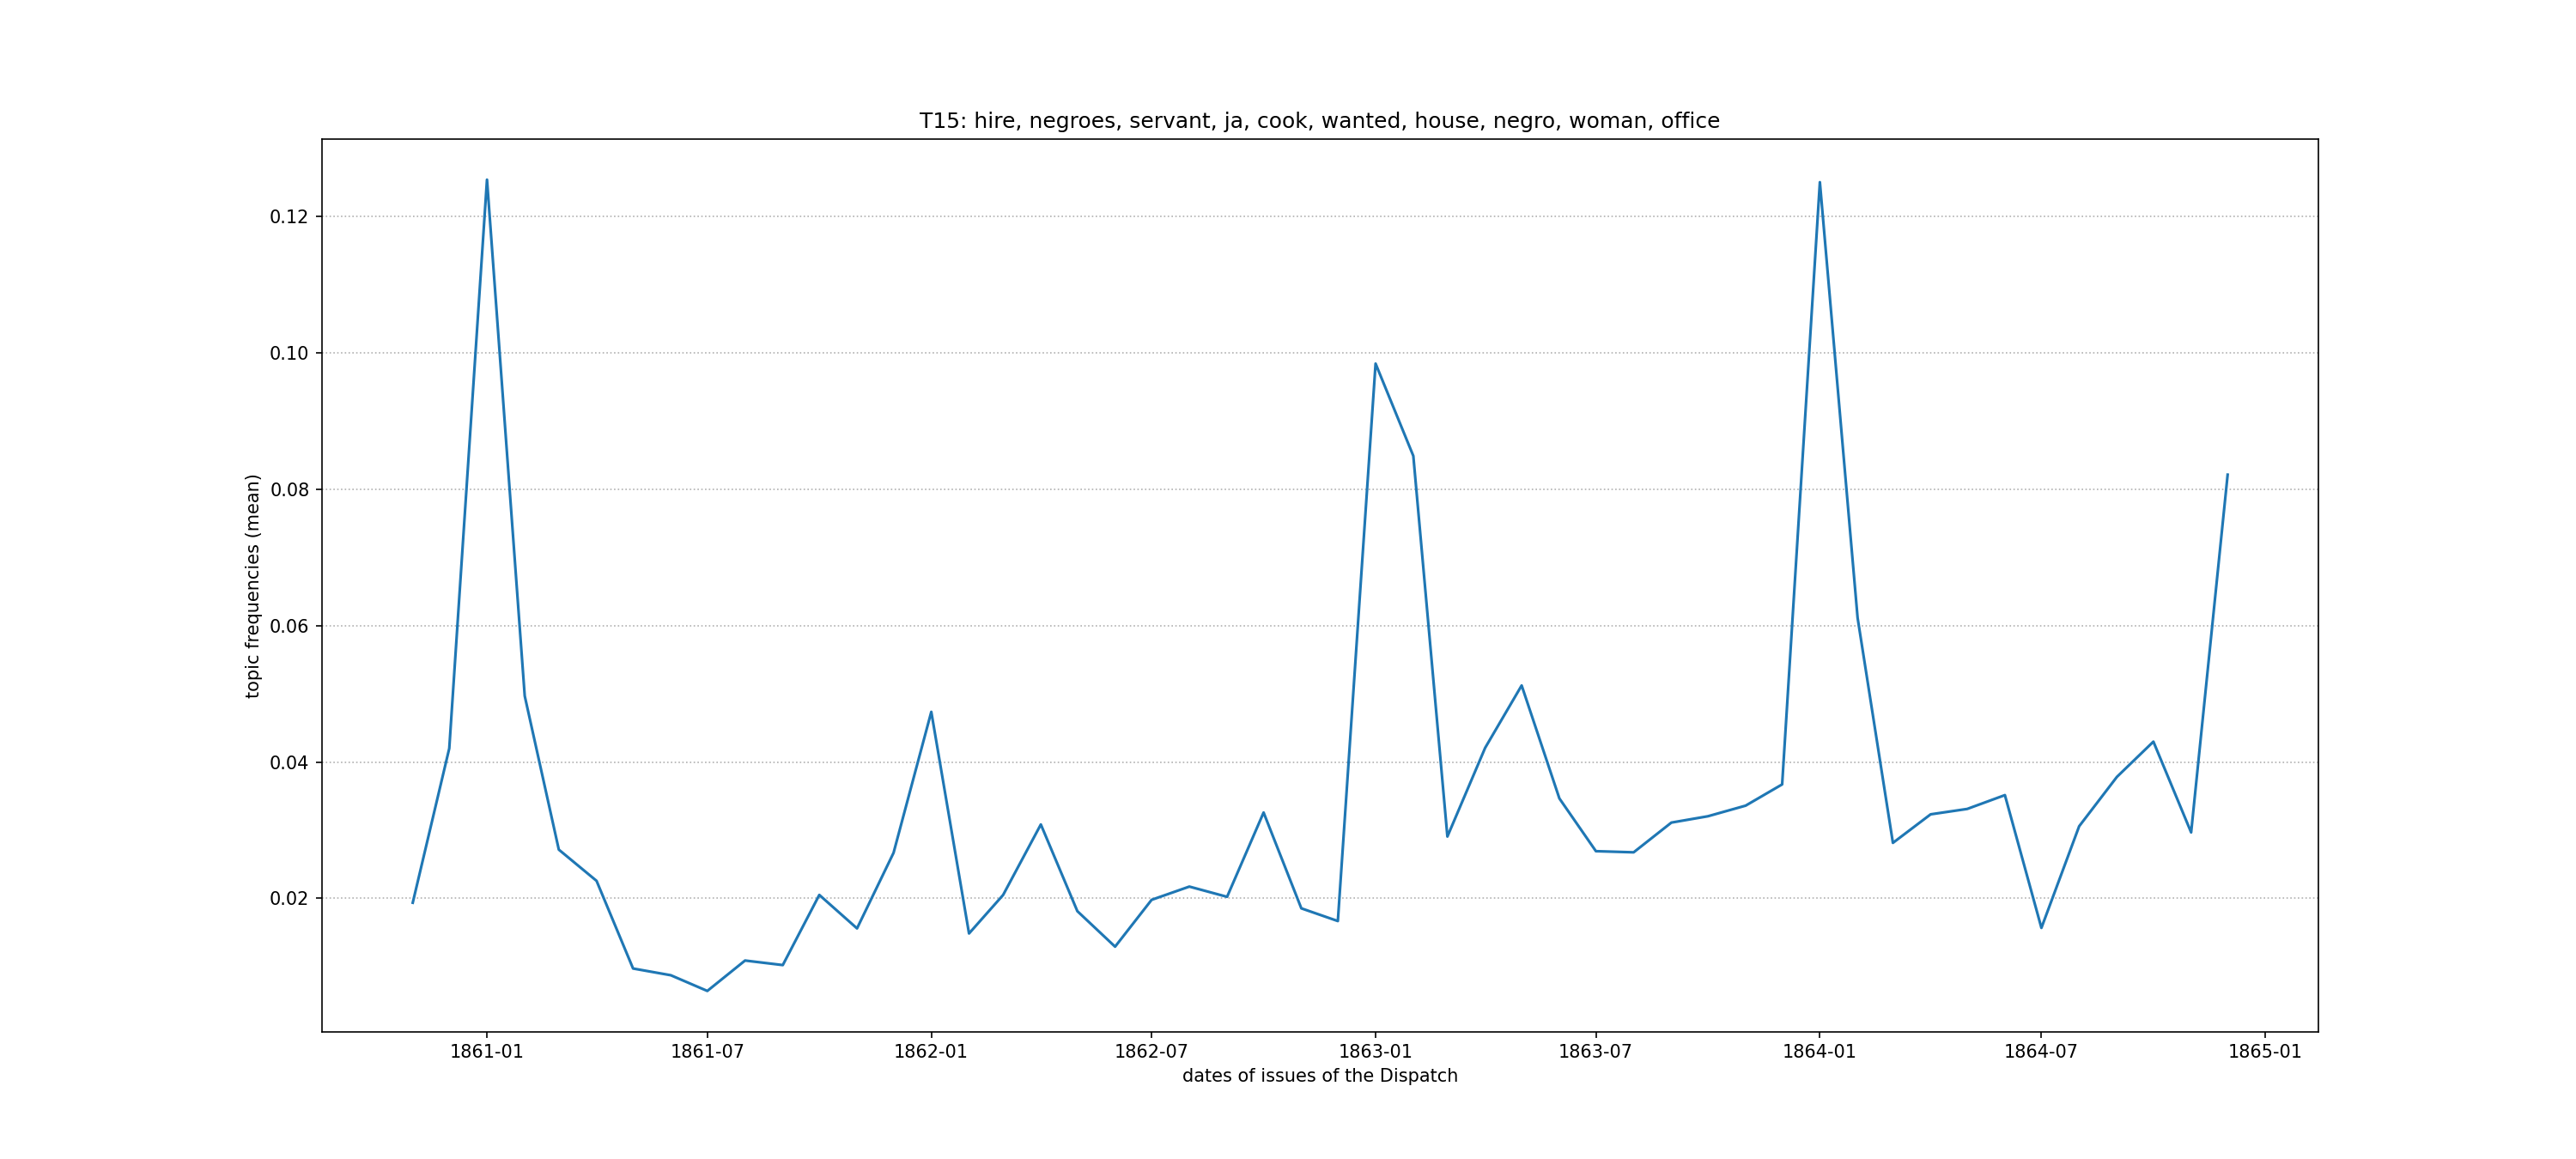 T15: hire, negroes, servant, ja, cook, wanted, house, negro, woman, office
topic frequencies (mean)
0.12
0.10
0.08
0.06
0.04
0.02
1861-01 1861-07 1862-01 1862-07 1863-01 1863-07 1864-01 1864-07 1865-01
dates of issues of the Dispatch